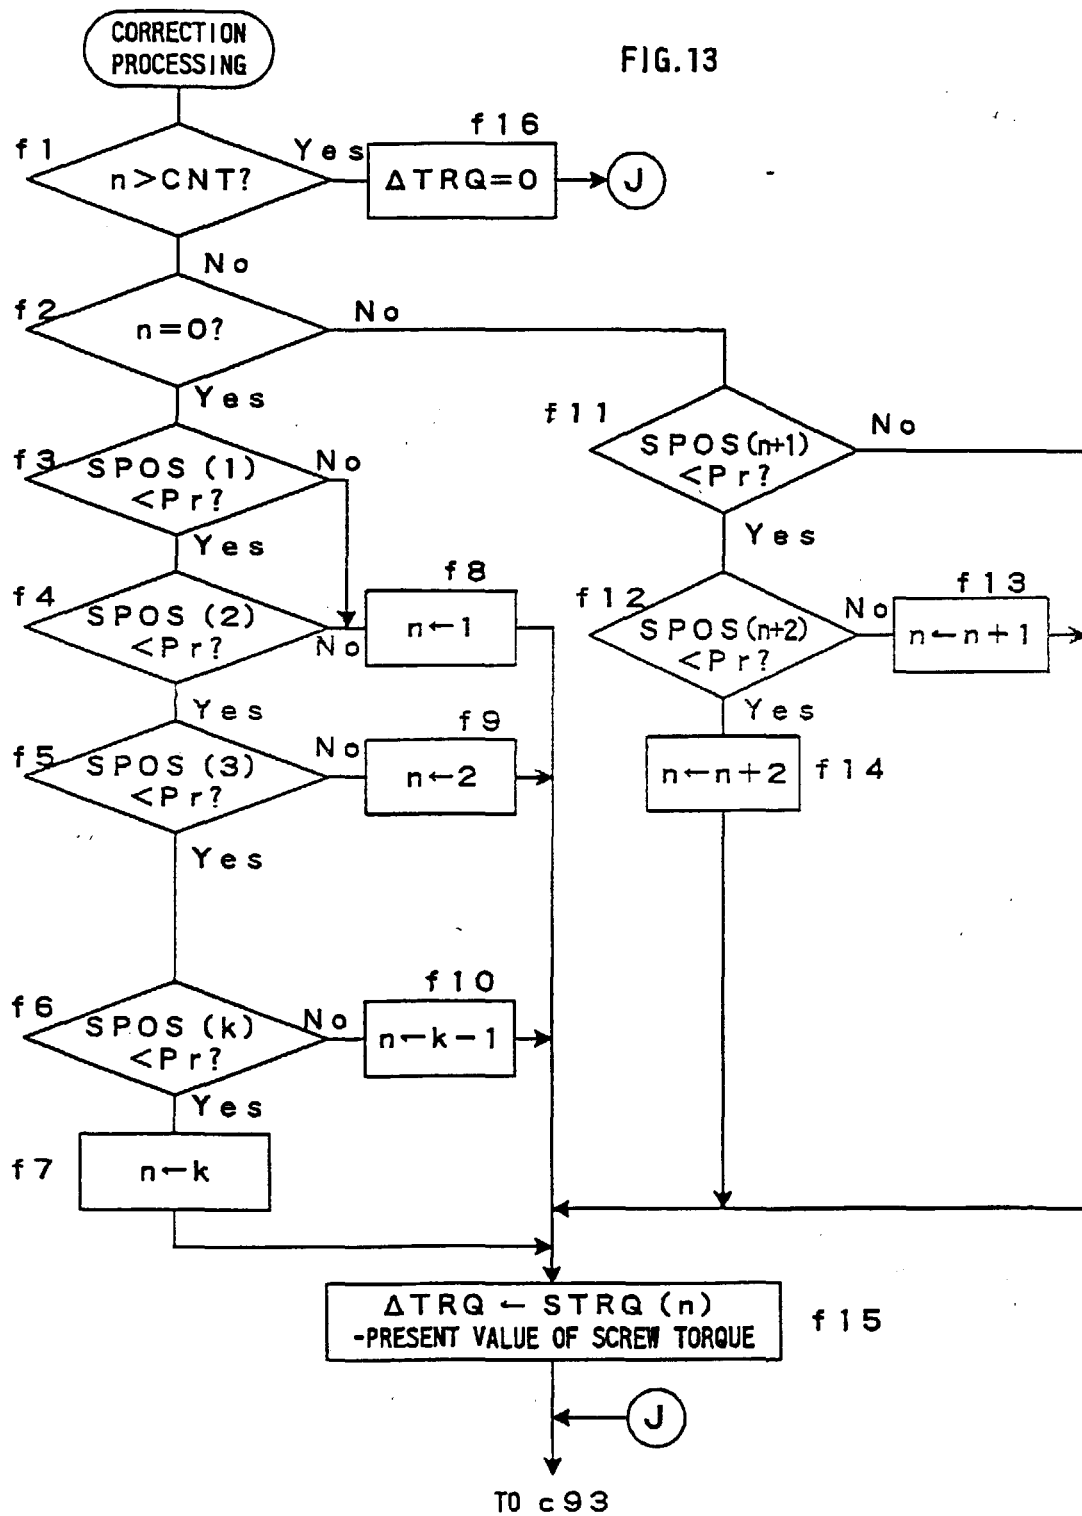 CORRECTION
PROCESSING
FIG.13
f1
n>CNT?
Yes
f16
ΔTRQ=0
J
No
f2
n=0?
No
Yes
f3
SPOS (1)
<Pr?
No
Yes
f4
SPOS (2)
<Pr?
No
f8
n←1
Yes
f5
SPOS (3)
<Pr?
No
f9
n←2
Yes
f6
SPOS (k)
<Pr?
No
f10
n←k-1
Yes
f7
n←k
f11
SPOS(n+1)
<Pr?
No
Yes
f12
SPOS(n+2)
<Pr?
No
f13
n←n+1
Yes
n←n+2
f14
ΔTRQ ← STRQ (n)
-PRESENT VALUE OF SCREW TORQUE
f15
J
TO c93